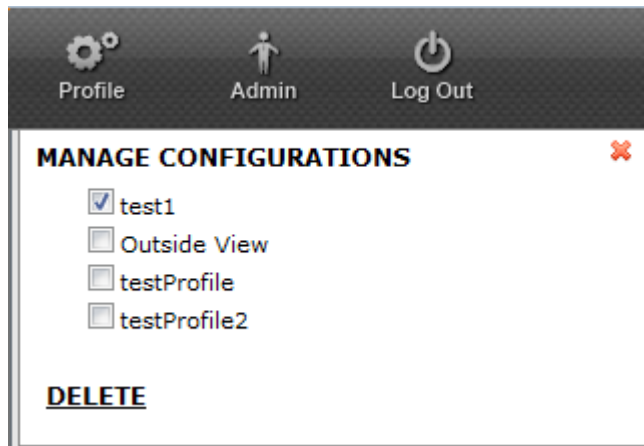 Profile Admin Log Out
MANAGE CONFIGURATIONS
test1
Outside View
testProfile
testProfile2
DELETE